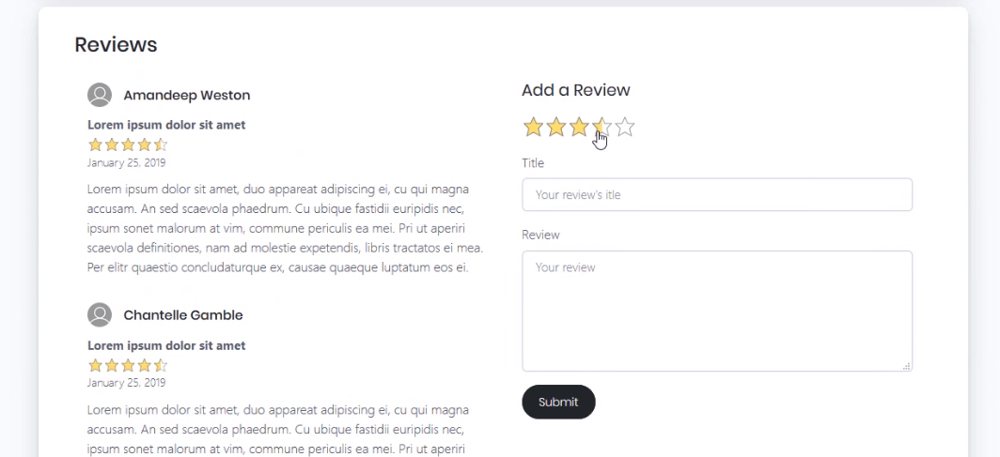 Reviews
Amandeep Weston
Lorem ipsum dolor sit amet
January 25, 2019
Lorem ipsum dolor sit amet, duo appareat adipiscing ei, cu qui magna
accusam. An sed scaevola phaedrum. Cu ubique fastidii euripidis nec,
ipsum sonet malorum at vim, commune periculis ea mei. Pri ut aperiri
scaevola definitiones, nam ad molestie expetendis, libris tractatos ei mea.
Per elitr quaestio concludaturque ex, causae quaeque luptatum eos ei.
Chantelle Gamble
Lorem ipsum dolor sit amet
January 25, 2019
Lorem ipsum dolor sit amet, duo appareat adipiscing ei, cu qui magna
accusam. An sed scaevola phaedrum. Cu ubique fastidii euripidis nec,
ipsum sonet malorum at vim, commune periculis ea mei. Pri ut aperiri
Add a Review
Title
Your review's itle
Review
Your review
Submit